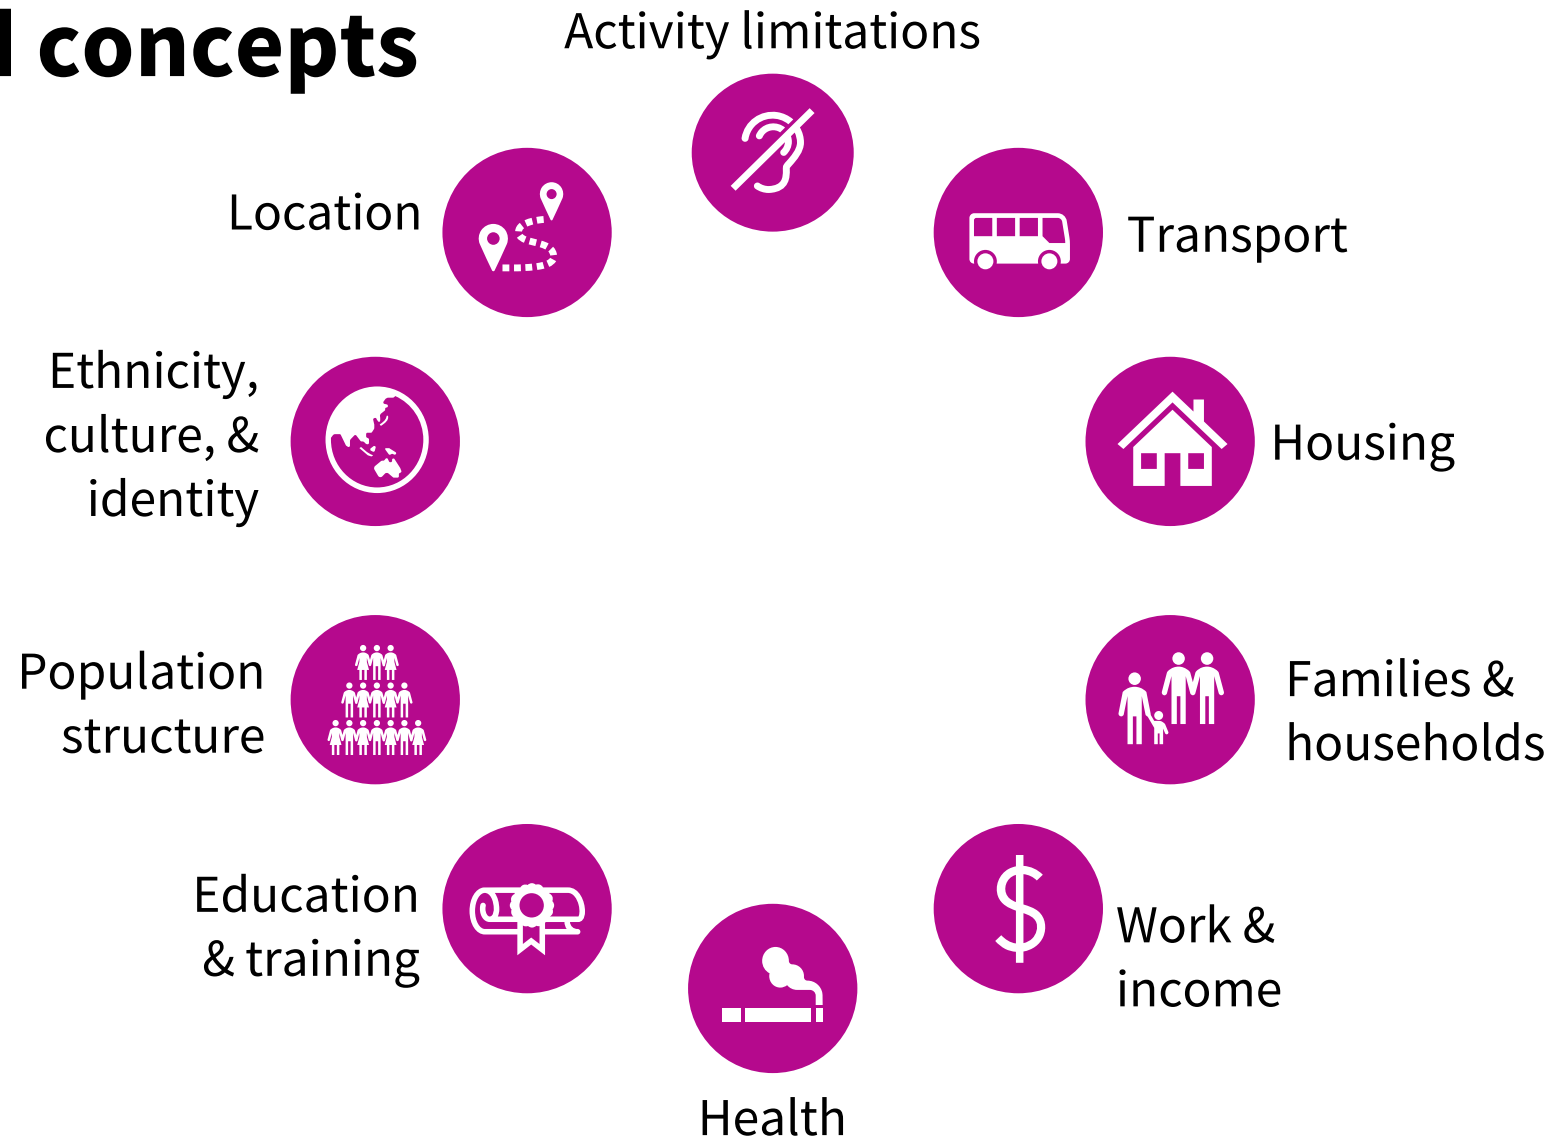 concepts
Activity limitations
Location
Transport
Ethnicity,
culture, &
identity
Housing
Population
structure
Families &
households
Education
& training
Work &
income
Health